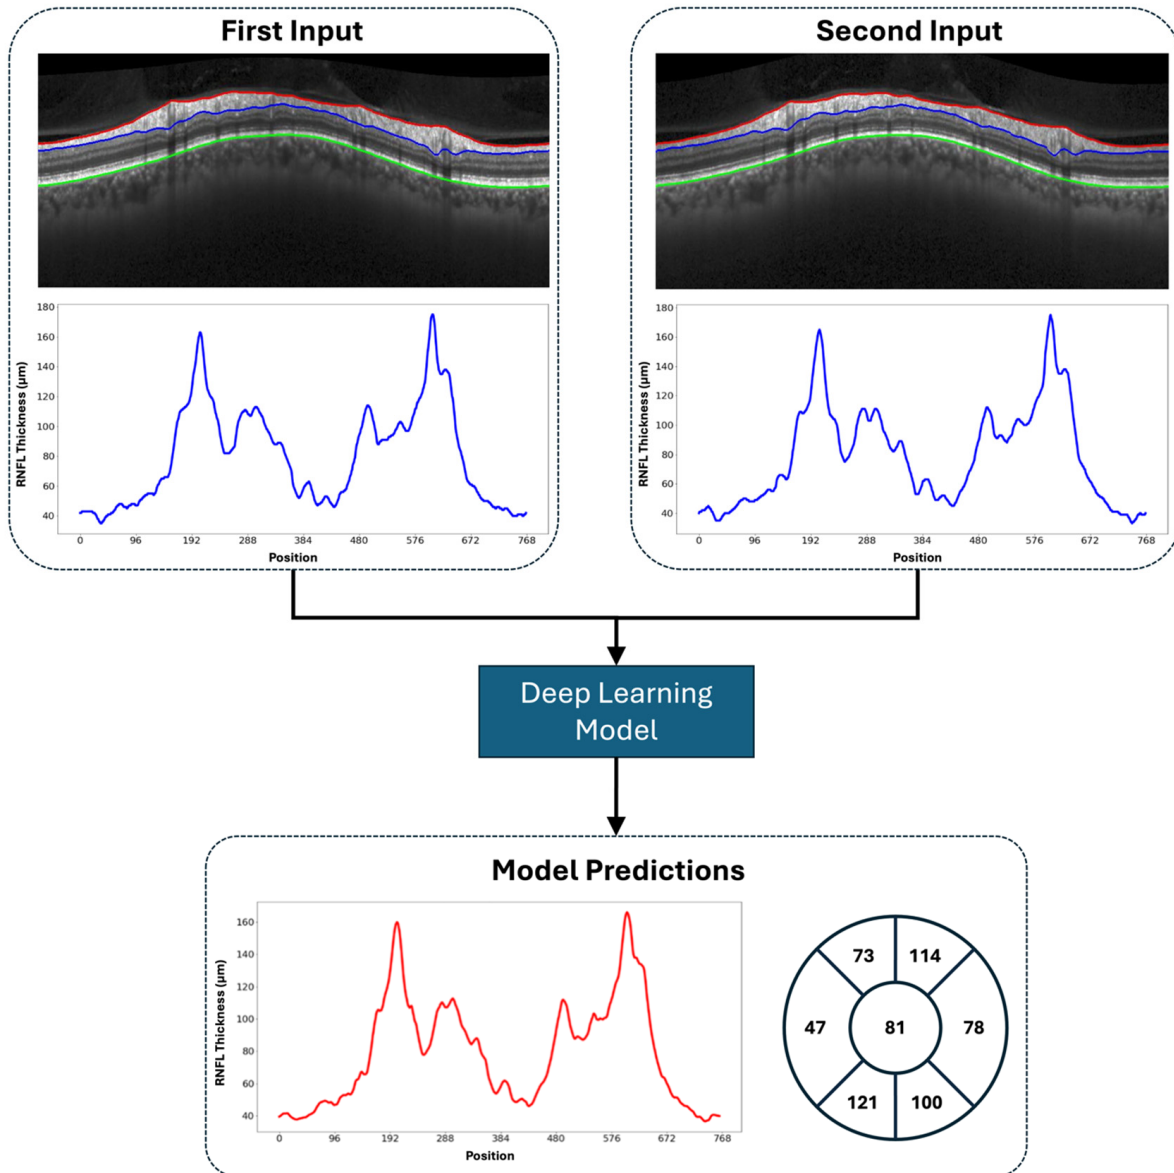 First Input
180
160
140
120
100
80
60
40
RNFL Thickness (μm)
0 96 192 288 384 480 576 672 768
Position
Second Input
180
160
140
120
100
80
60
40
RNFL Thickness (μm)
0 96 192 288 384 480 576 672 768
Position
Deep Learning
Model
Model Predictions
160
140
120
100
80
60
40
RNFL Thickness (μm)
0 96 192 288 384 480 576 672 768
Position
73 114
47 81 78
121 100